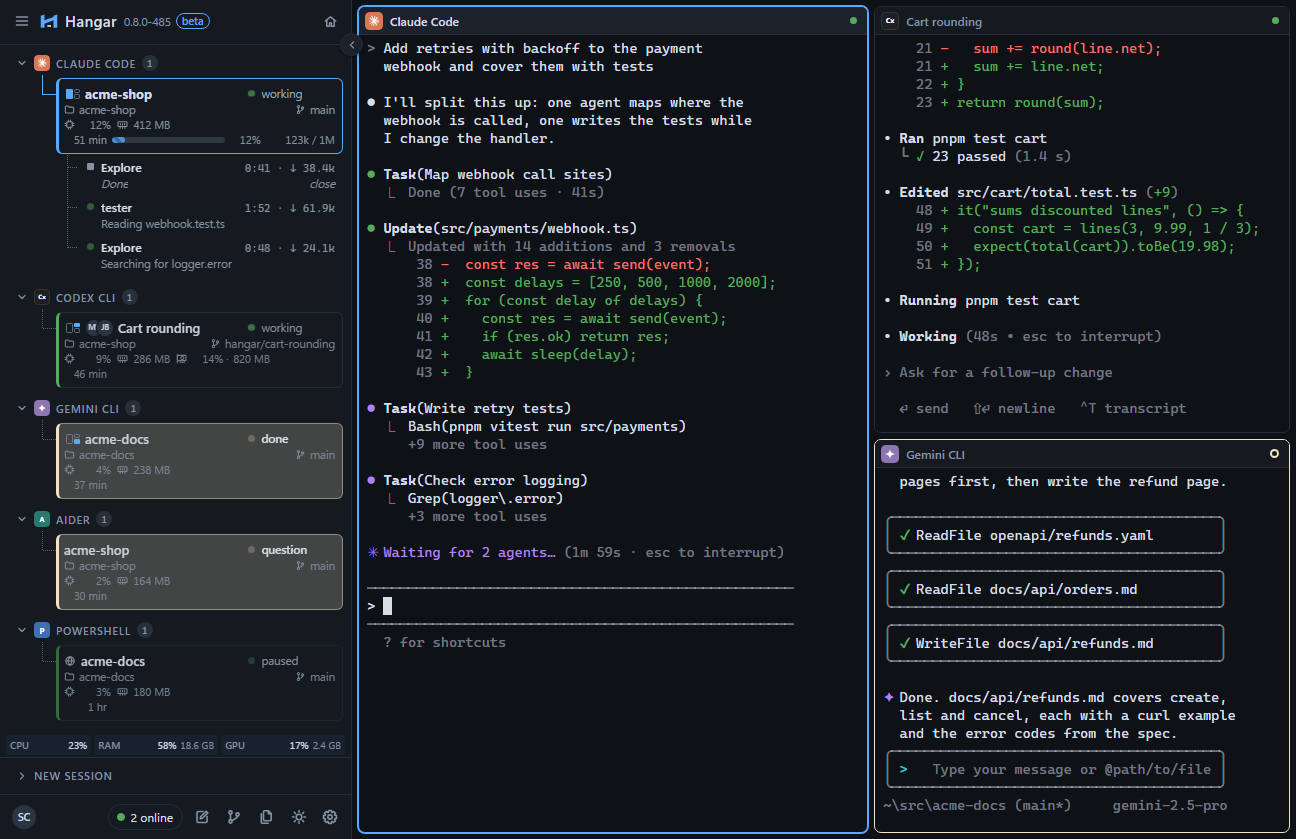 Hangar 0.8.0-485 beta
CLAUDE CODE 1
acme-shop working
acme-shop main
12% 412 MB
51 min 12% 123k / 1M
Explore 0:41 · ↓ 38.4k
Done close
tester 1:52 · ↓ 61.9k
Reading webhook.test.ts
Explore 0:48 · ↓ 24.1k
Searching for logger.error
CODEX CLI 1
M JB Cart rounding working
acme-shop hangar/cart-rounding
9% 286 MB 14% · 820 MB
46 min
GEMINI CLI 1
acme-docs done
acme-docs main
4% 238 MB
37 min
A AIDER 1
acme-shop question
acme-shop main
2% 164 MB
30 min
P POWERSHELL 1
acme-docs paused
acme-docs main
3% 180 MB
1 hr
CPU 23% RAM 58% 18.6 GB GPU 17% 2.4 GB
NEW SESSION
SC 2 online
Claude Code
> Add retries with backoff to the payment
webhook and cover them with tests
● I'll split this up: one agent maps where the
webhook is called, one writes the tests while
I change the handler.
● Task(Map webhook call sites)
⎿ Done (7 tool uses · 41s)
● Update(src/payments/webhook.ts)
⎿ Updated with 14 additions and 3 removals
38 - const res = await send(event);
38 + const delays = [250, 500, 1000, 2000];
39 + for (const delay of delays) {
40 + const res = await send(event);
41 + if (res.ok) return res;
42 + await sleep(delay);
43 + }
● Task(Write retry tests)
⎿ Bash(pnpm vitest run src/payments)
+9 more tool uses
● Task(Check error logging)
⎿ Grep(logger\.error)
+3 more tool uses
✳ Waiting for 2 agents… (1m 59s · esc to interrupt)
>
? for shortcuts
Cx Cart rounding
21 - sum += round(line.net);
21 + sum += line.net;
22 + }
23 + return round(sum);
• Ran pnpm test cart
└ ✓ 23 passed (1.4 s)
• Edited src/cart/total.test.ts (+9)
48 + it("sums discounted lines", () => {
49 + const cart = lines(3, 9.99, 1 / 3);
50 + expect(total(cart)).toBe(19.98);
51 + });
• Running pnpm test cart
• Working (48s • esc to interrupt)
› Ask for a follow-up change
⏎ send ⇧⏎ newline ^T transcript
Gemini CLI
pages first, then write the refund page.
✓ ReadFile openapi/refunds.yaml
✓ ReadFile docs/api/orders.md
✓ WriteFile docs/api/refunds.md
✦ Done. docs/api/refunds.md covers create,
list and cancel, each with a curl example
and the error codes from the spec.
> Type your message or @path/to/file
~\src\acme-docs (main*) gemini-2.5-pro